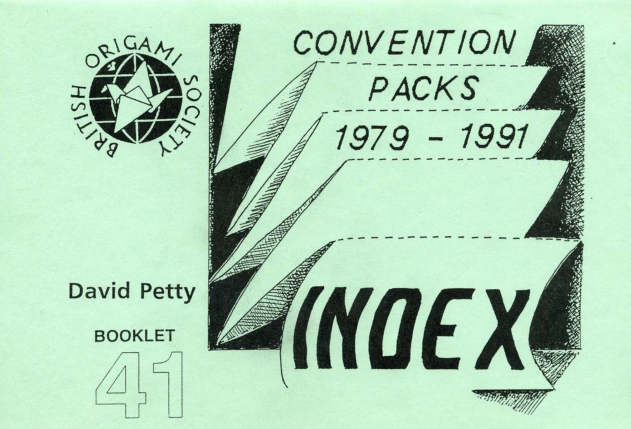 BRITISH ORIGAMI SOCIETY
CONVENTION
PACKS
1979 - 1991
INDEX
David Petty
BOOKLET
41